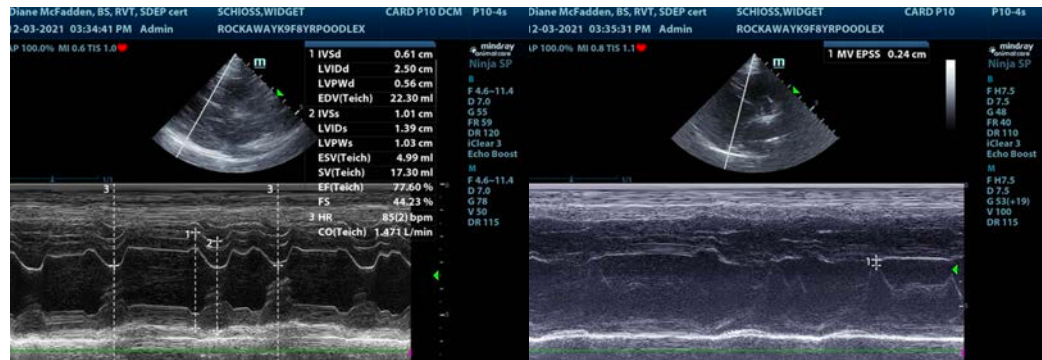 Diane McFadden, BS, RVT, SDEP cert SCHIOSS,WIDGET CARD P10 DCM P10-4s
12-03-2021 03:34:41 PM Admin ROCKAWAYK9F8YRPOODLEX
AP 100.0% MI 0.6 TIS 1.1
mindray
animalcare
Ninja SP
m
1 IVSd 0.61 cm
LVIDd 2.50 cm
LVPWd 0.56 cm
EDV(Teich) 22.30 ml
2 IVSs 1.01 cm
LVIDs 1.39 cm
LVPWs 1.03 cm
ESV(Teich) 4.99 ml
SV(Teich) 17.30 ml
EF(Teich) 77.60 %
FS 44.23 %
3 HR 85(2) bpm
CO(Teich) 1.471 L/min
B
F 4.6~11.4
D 7.0
G 55
FR 59
DR 120
iClear 3
Echo Boost
M
F 4.6~11.4
D 7.0
G 78
V 50
DR 115
3
3
1
2
Diane McFadden, BS, RVT, SDEP cert SCHIOSS,WIDGET CARD P10 P10-4s
12-03-2021 03:35:31 PM Admin ROCKAWAYK9F8YRPOODLEX
AP 100.0% MI 0.8 TIS 1.1
mindray
animalcare
Ninja SP
m
1 MV EPSS 0.24 cm
B
F H7.5
D 7.5
G 48
FR 40
DR 110
iClear 3
Echo Boost
M
F H7.5
D 7.5
G 53(+19)
V 100
DR 115
1